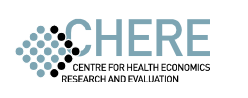 CHERE
CENTRE FOR HEALTH ECONOMICS
RESEARCH AND EVALUATION